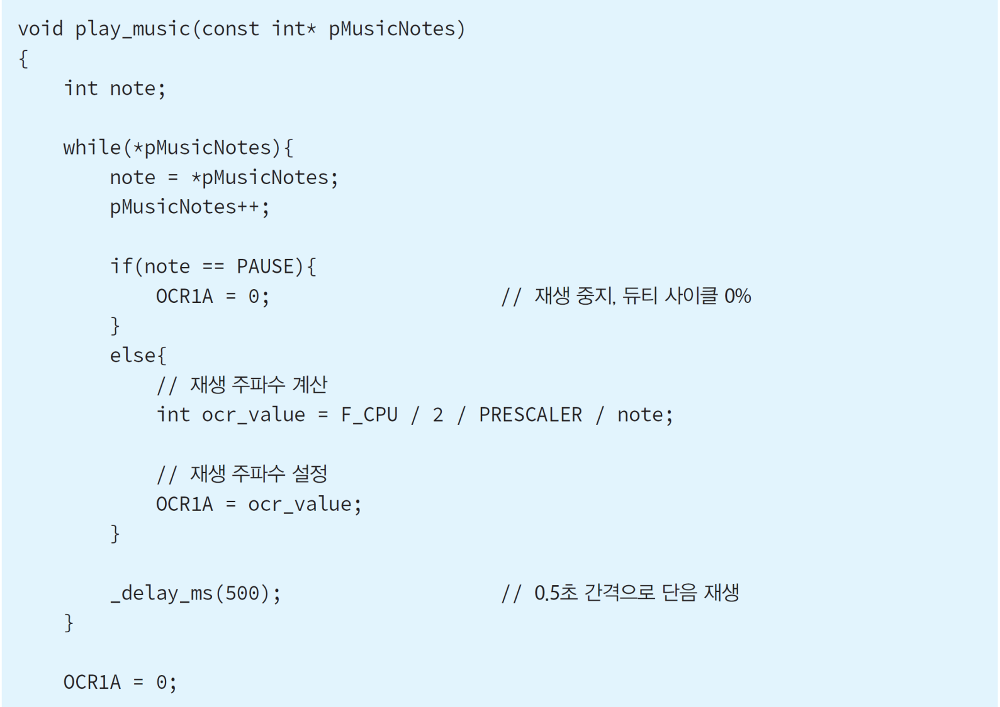 void play_music(const int* pMusicNotes)
{
    int note;

    while(*pMusicNotes){
        note = *pMusicNotes;
        pMusicNotes++;

        if(note == PAUSE){
            OCR1A = 0;                    // 재생 중지, 듀티 사이클 0%
        }
        else{
            // 재생 주파수 계산
            int ocr_value = F_CPU / 2 / PRESCALER / note;

            // 재생 주파수 설정
            OCR1A = ocr_value;
        }

        _delay_ms(500);                   // 0.5초 간격으로 단음 재생
    }

    OCR1A = 0;